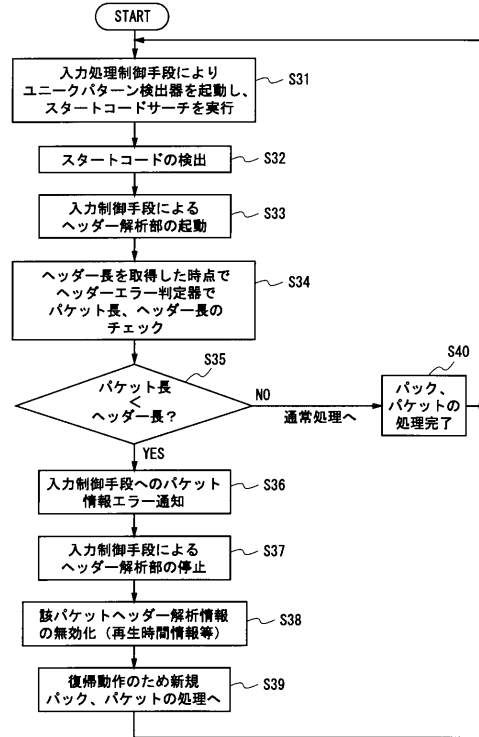 START
入力処理制御手段により
ユニークパターン検出器を起動し、
スタートコードサーチを実行
S31
スタートコードの検出
S32
入力制御手段による
ヘッダー解析部の起動
S33
ヘッダー長を取得した時点で
ヘッダーエラー判定器で
パケット長、ヘッダー長の
チェック
S34
S35
パケット長
<
ヘッダー長?
NO
通常処理へ
S40
パック、
パケットの
処理完了
YES
入力制御手段へのパケット
情報エラー通知
S36
入力制御手段による
ヘッダー解析部の停止
S37
該パケットヘッダー解析情報
の無効化(再生時間情報等)
S38
復帰動作のため新規
パック、パケットの処理へ
S39